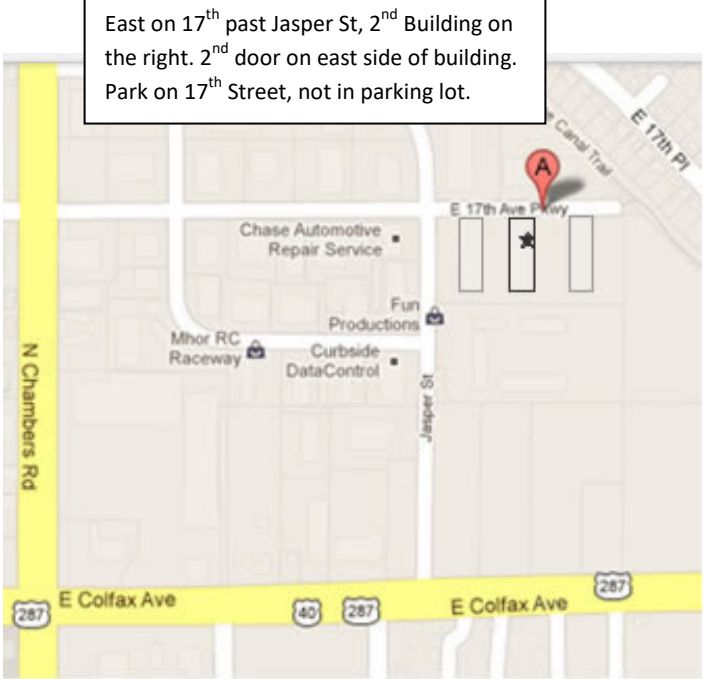 East on 17th past Jasper St, 2nd Building on
the right. 2nd door on east side of building.
Park on 17th Street, not in parking lot.
Canal Trail
E 17th Pl
A
E 17th Ave Pkwy
Chase Automotive
Repair Service
Fun
Productions
Mhor RC
Raceway
Curbside
DataControl
N Chambers Rd
Jasper St
287
E Colfax Ave
40
287
E Colfax Ave
287